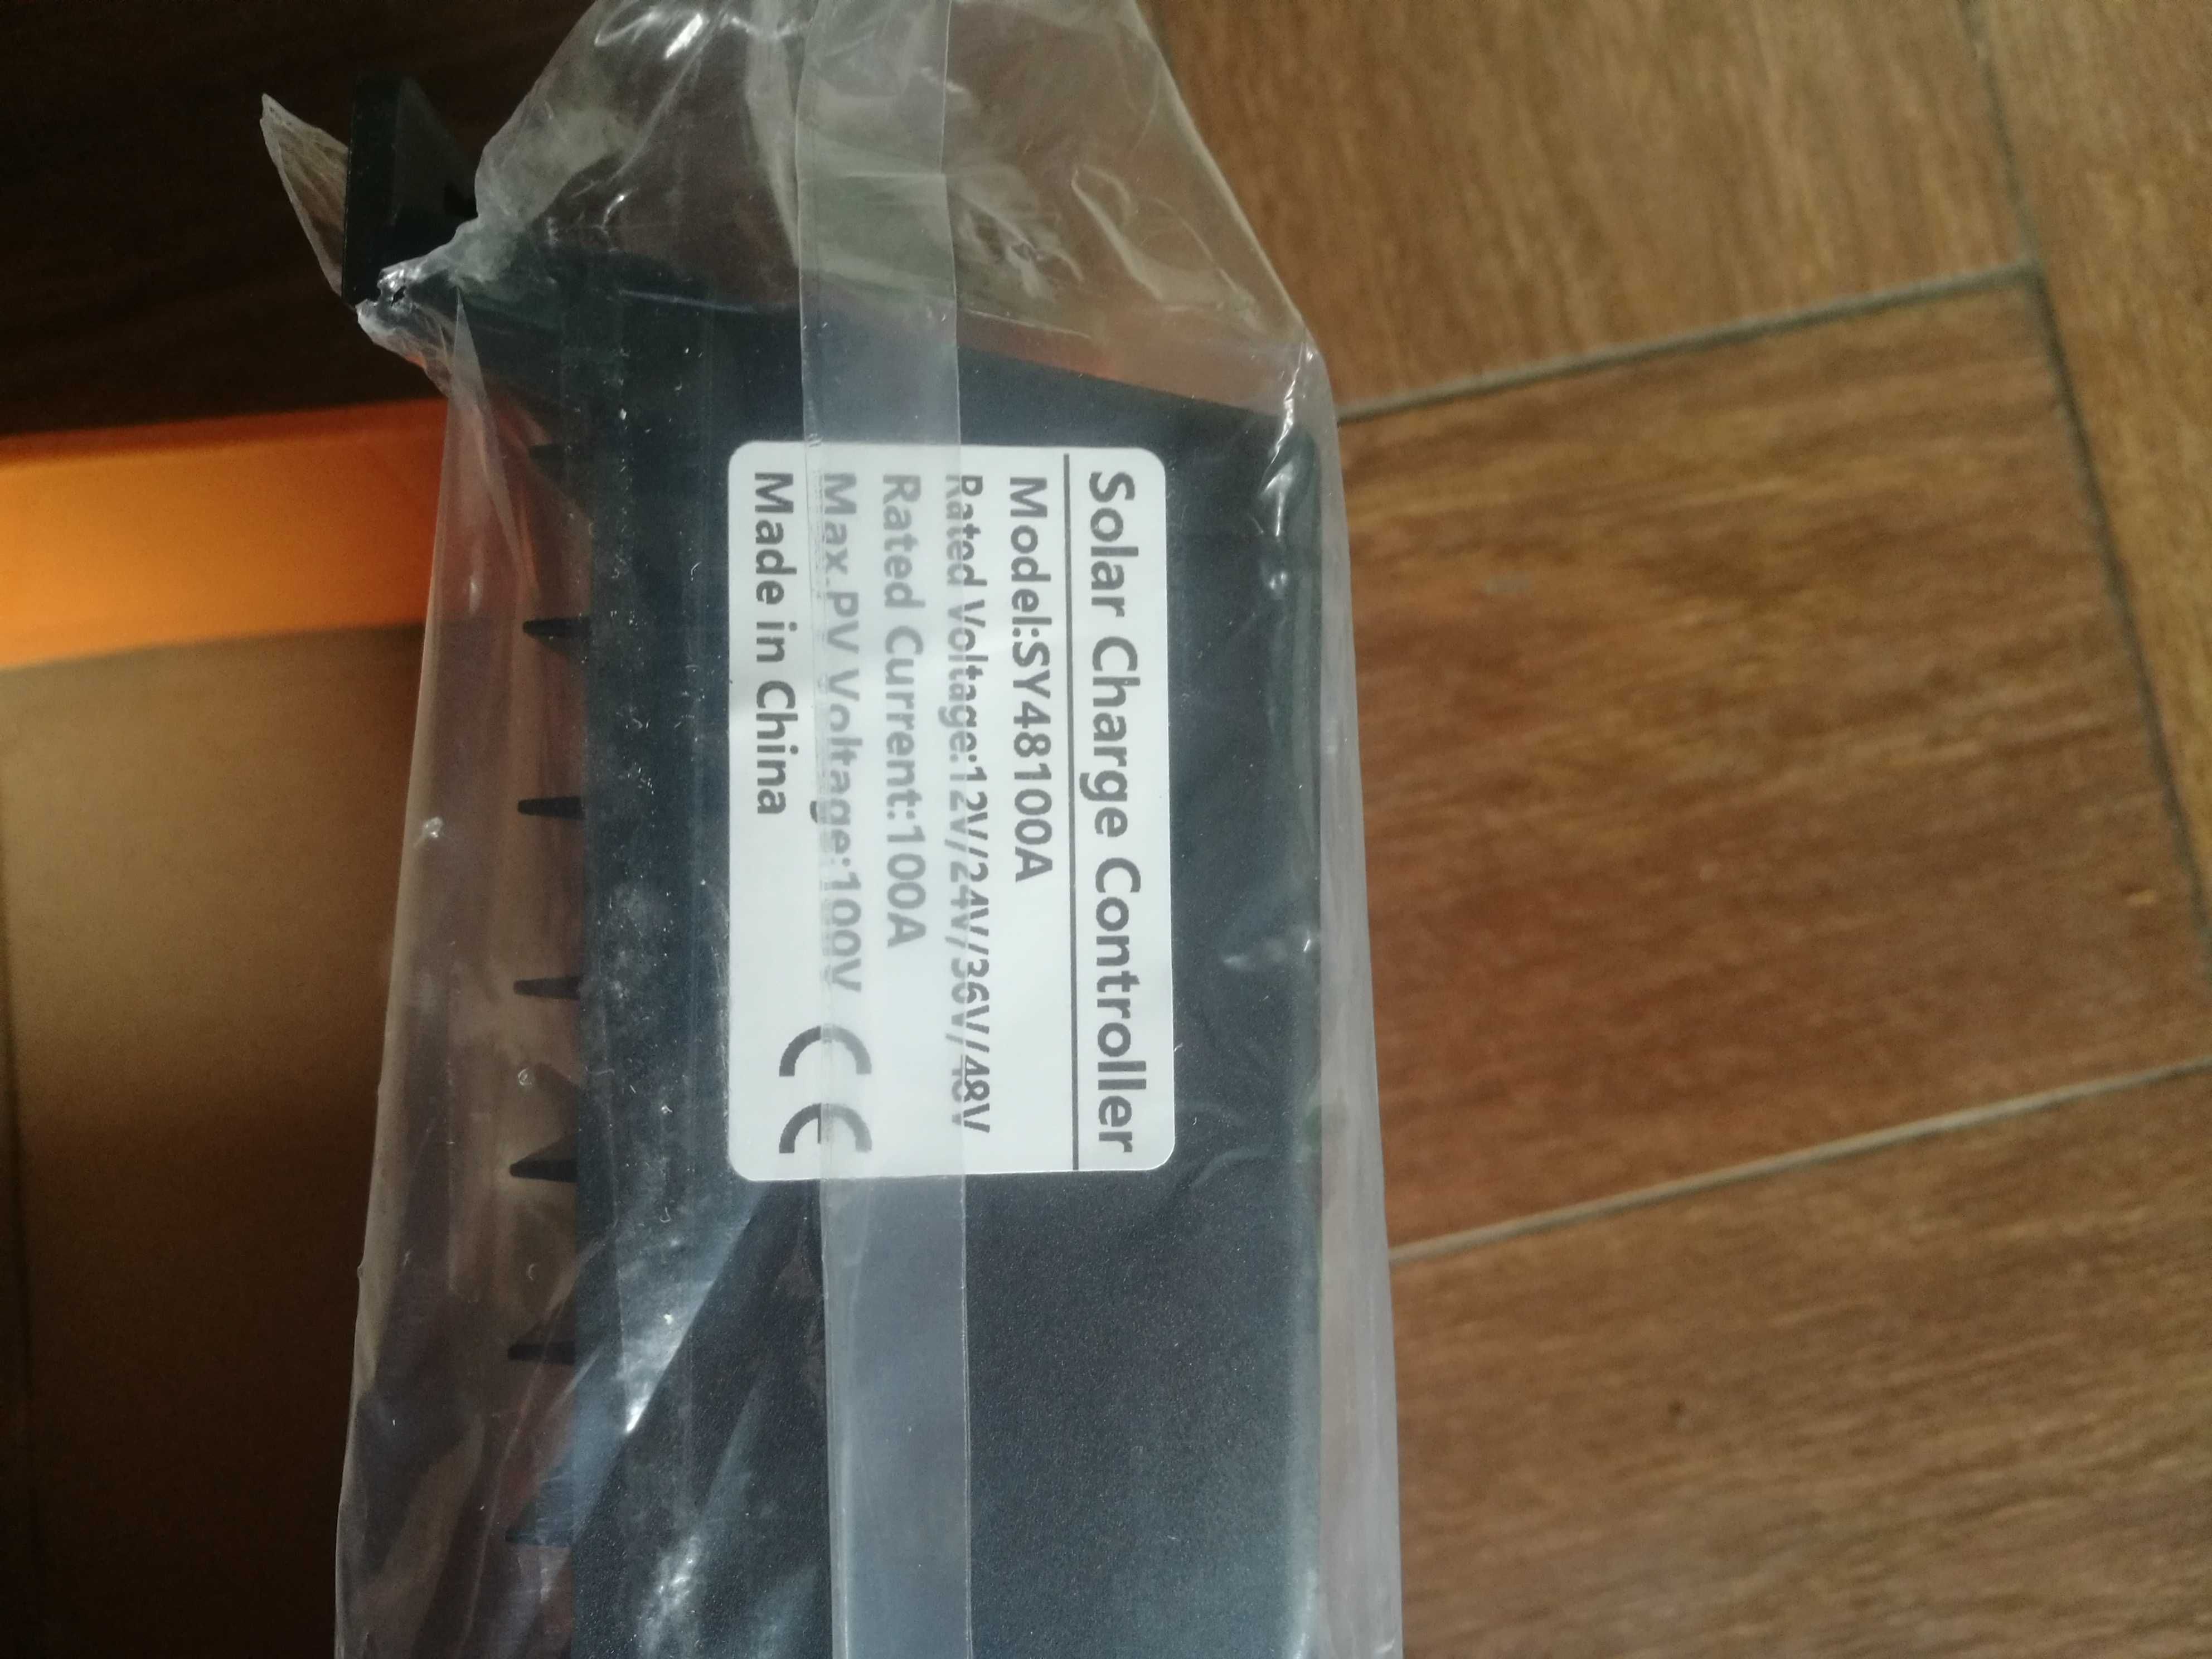 Solar Charge Controller
Model:SY48100A
Rated Voltage:12V/24V/36V/48V
Rated Current:100A
Max.PV Voltage:100V
Made in China
CE